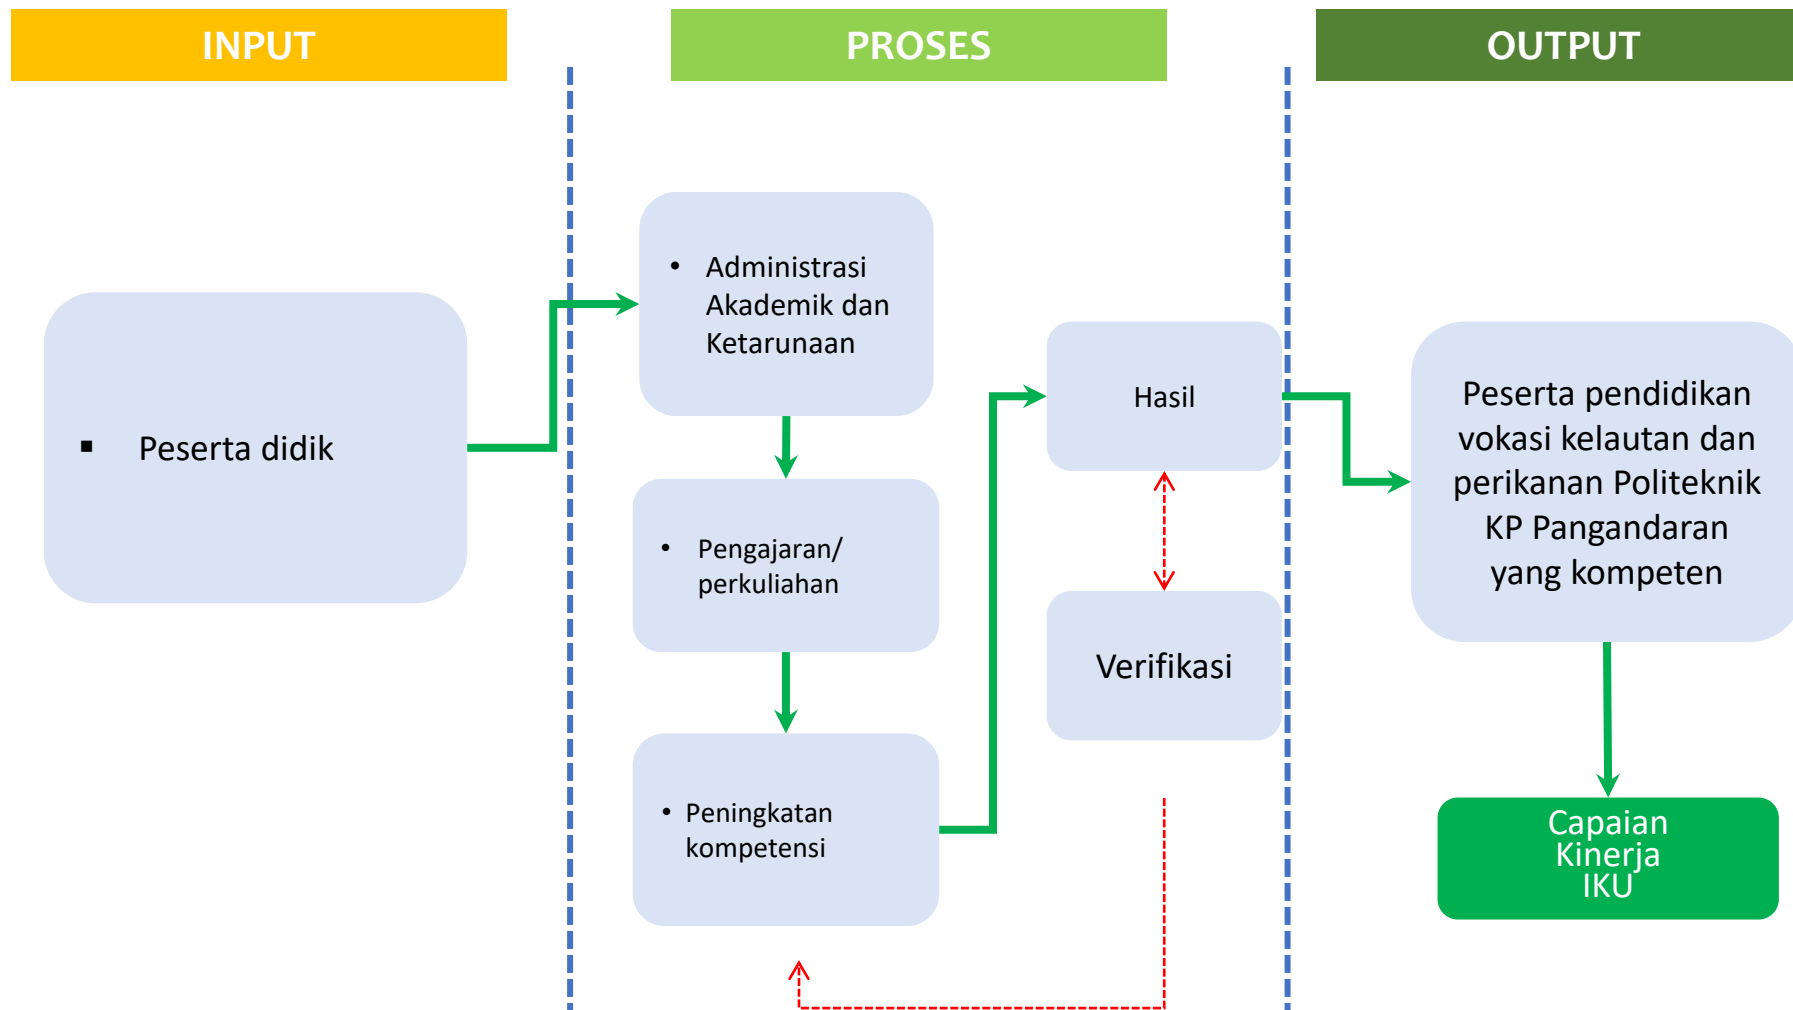 INPUT
PROSES
OUTPUT
▪ Peserta didik
• Administrasi
Akademik dan
Ketarunaan
• Pengajaran/
perkuliahan
• Peningkatan
kompetensi
Hasil
Verifikasi
Peserta pendidikan
vokasi kelautan dan
perikanan Politeknik
KP Pangandaran
yang kompeten
Capaian
Kinerja
IKU